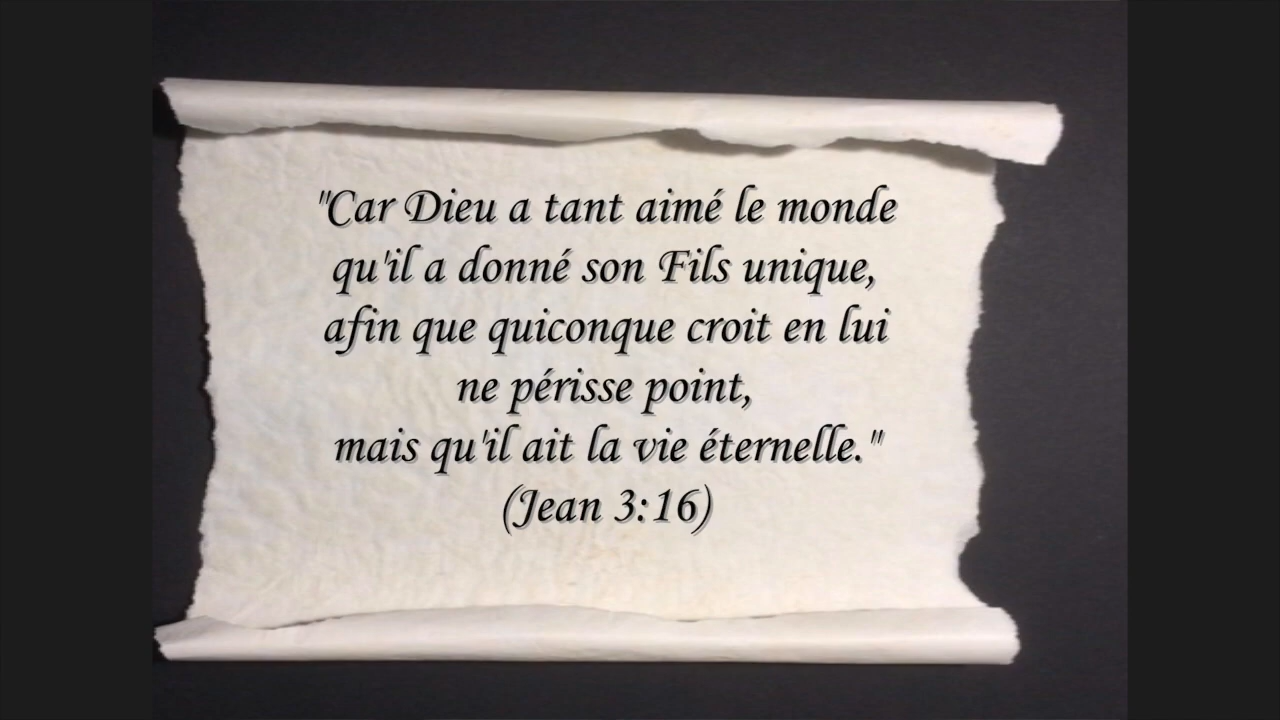 "Car Dieu a tant aimé le monde
qu'il a donné son Fils unique,
afin que quiconque croit en lui
ne périsse point,
mais qu'il ait la vie éternelle."
(Jean 3:16)